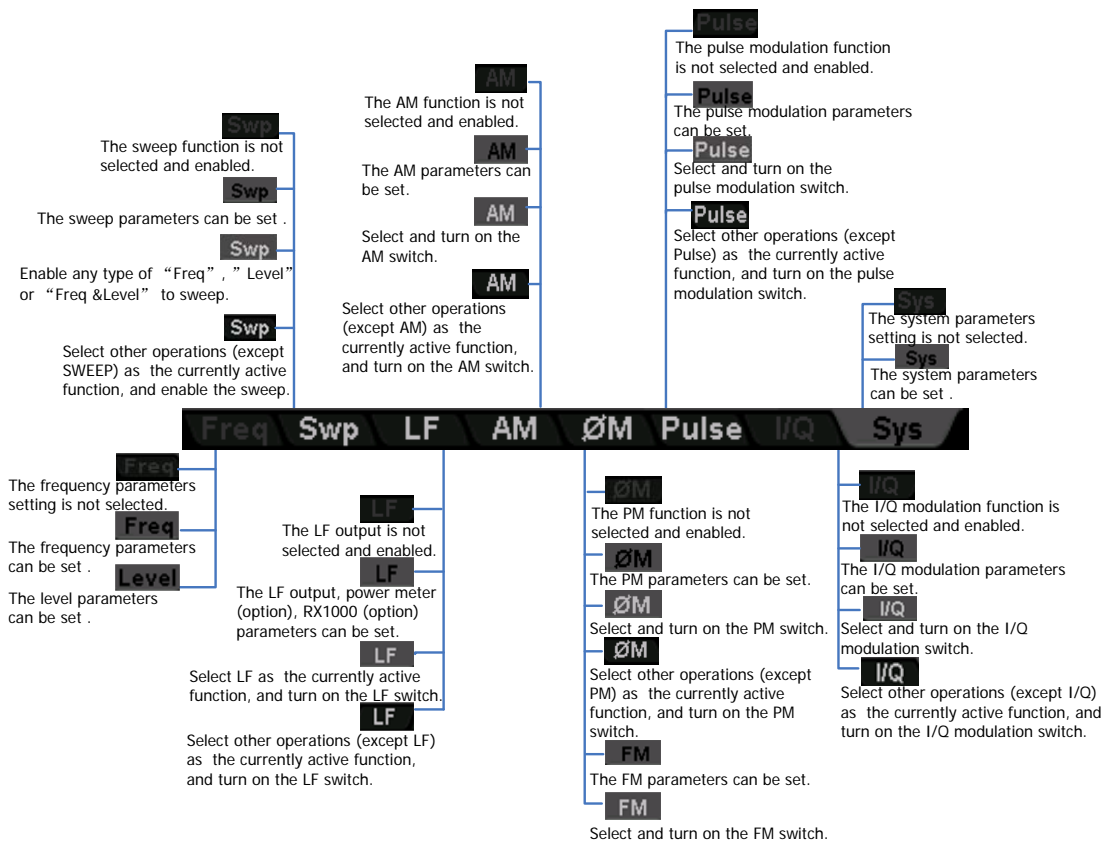 Pulse
The pulse modulation function
is not selected and enabled.
Pulse
The pulse modulation parameters
can be set.
Pulse
Select and turn on the
pulse modulation switch.
Pulse
Select other operations (except
Pulse) as the currently active
function, and turn on the pulse
modulation switch.
AM
The AM function is not
selected and enabled.
AM
The AM parameters can
be set.
AM
Select and turn on the
AM switch.
AM
Select other operations
(except AM) as the
currently active function,
and turn on the AM switch.
Swp
The sweep function is not
selected and enabled.
Swp
The sweep parameters can be set .
Swp
Enable any type of “Freq”, ” Level”
or “Freq &Level” to sweep.
Swp
Select other operations (except
SWEEP) as the currently active
function, and enable the sweep.
Sys
The system parameters
setting is not selected.
Sys
The system parameters
can be set .
Freq Swp LF AM ØM Pulse I/Q Sys
Freq
The frequency parameters
setting is not selected.
Freq
The frequency parameters
can be set .
Level
The level parameters
can be set .
LF
The LF output is not
selected and enabled.
LF
The LF output, power meter
(option), RX1000 (option)
parameters can be set.
LF
Select LF as the currently active
function, and turn on the LF switch.
LF
Select other operations (except LF)
as the currently active function,
and turn on the LF switch.
ØM
The PM function is not
selected and enabled.
ØM
The PM parameters can be set.
ØM
Select and turn on the PM switch.
ØM
Select other operations (except
PM) as the currently active
function, and turn on the PM
switch.
FM
The FM parameters can be set.
FM
Select and turn on the FM switch.
I/Q
The I/Q modulation function is
not selected and enabled.
I/Q
The I/Q modulation parameters
can be set.
I/Q
Select and turn on the I/Q
modulation switch.
I/Q
Select other operations (except I/Q)
as the currently active function, and
turn on the I/Q modulation switch.